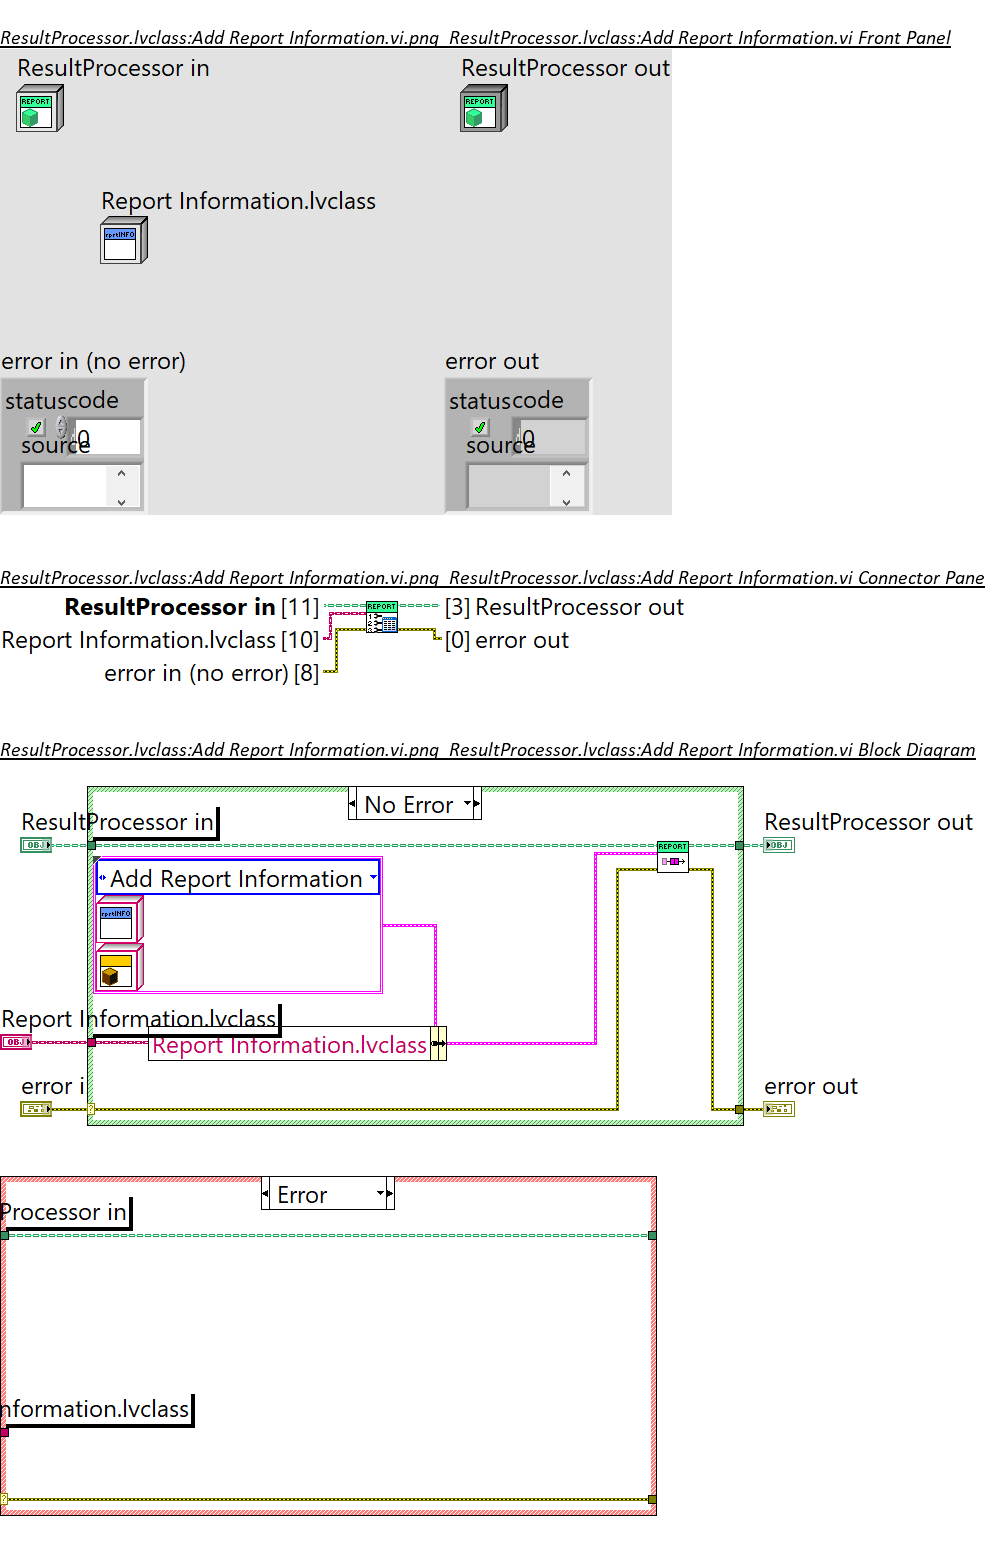 ResultProcessor.lvclass:Add Report Information.vi.png  ResultProcessor.lvclass:Add Report Information.vi Front Panel
ResultProcessor in
ResultProcessor out
REPORT
REPORT
Report Information.lvclass
rprtINFO
error in (no error)
error out
status code
status code
0
0
source
source
ResultProcessor.lvclass:Add Report Information.vi.png  ResultProcessor.lvclass:Add Report Information.vi Connector Pane
ResultProcessor in [11]
REPORT
[3] ResultProcessor out
Report Information.lvclass [10]
[0] error out
error in (no error) [8]
ResultProcessor.lvclass:Add Report Information.vi.png  ResultProcessor.lvclass:Add Report Information.vi Block Diagram
No Error
ResultProcessor in
ResultProcessor out
OBJ
REPORT
OBJ
Add Report Information
rprtINFO
Report Information.lvclass
OBJ
Report Information.lvclass
error i
error out
?
Error
Processor in
nformation.lvclass
?